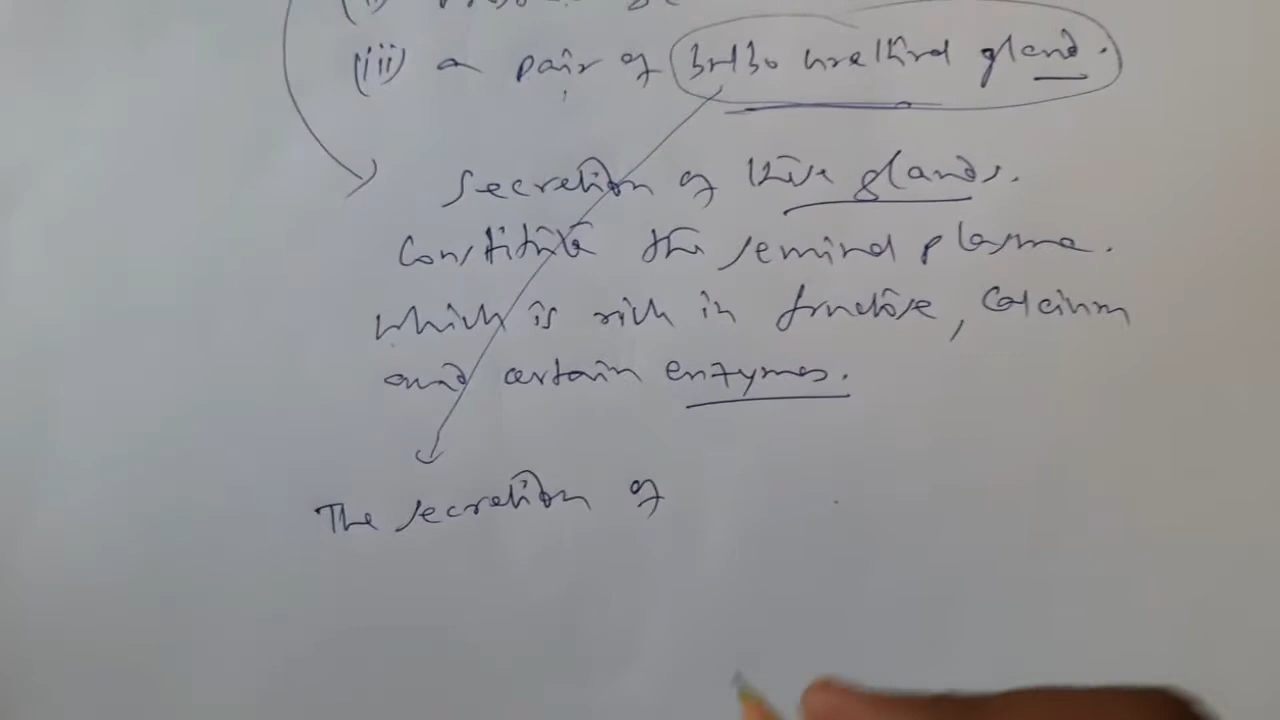 (iii) a pair of Bulbo urethral gland.
Secretion of this glands.
Constitute the seminal plasma.
which is rich in fructose, calcium
and certain enzymes.
The secretion of